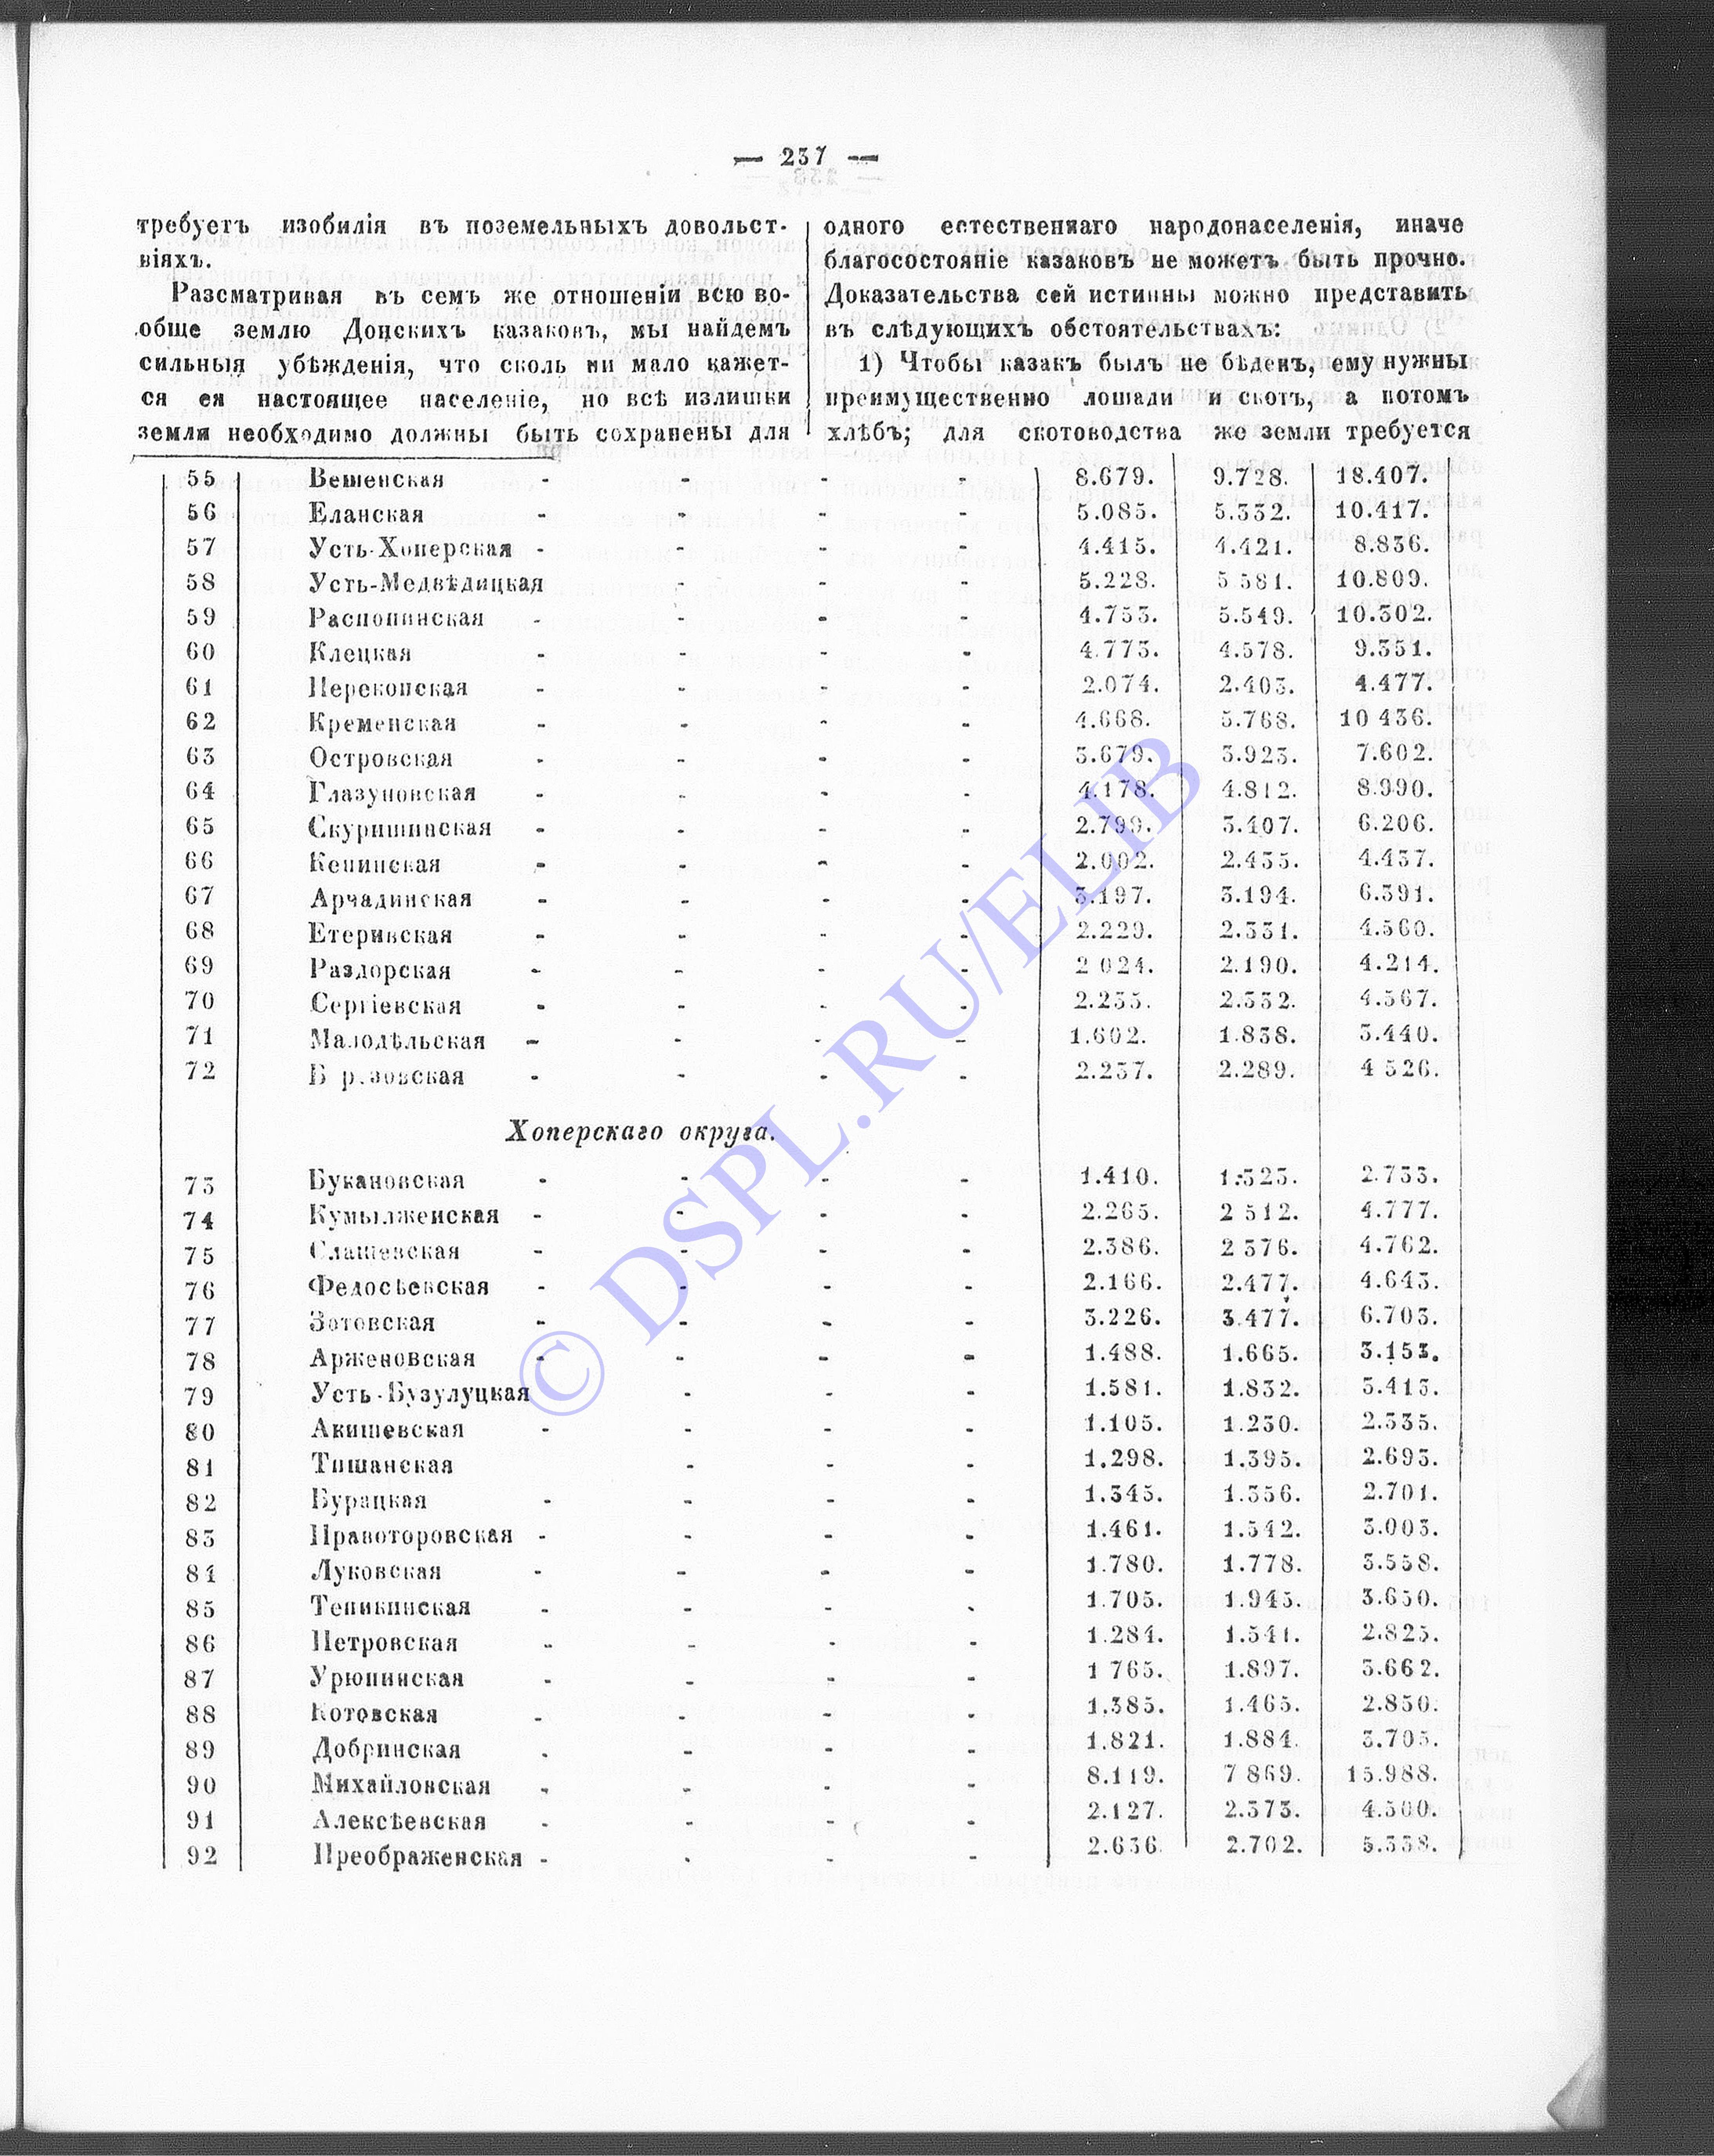 — 237 —
требуетъ изобилія въ поземельныхъ довольст-
віяхъ.
Разсматривая въ семъ же отношеніи всю во-
обще землю Донскихъ казаковъ, мы найдемъ
сильныя убѣжденія, что сколь ни мало кажет-
ся ея настоящее населеніе, но всѣ излишки
земли необходимо должны быть сохранены для
одного естественнаго народонаселенія, иначе
благосостояніе казаковъ не можетъ быть прочно.
Доказательства сей истинны можно представить
въ слѣдующихъ обстоятельствахъ:
1) Чтобы казакъ былъ не бѣденъ, ему нужны
преимущественно лошади и скотъ, а потомъ
хлѣбъ; для скотоводства же земли требуется
55 Вешенская - - - - 8.679. 9.728. 18.407.
56 Еланская - - - - 5.085. 5.332. 10.417.
57 Усть-Хоперская - - - - 4.415. 4.421. 8.836.
58 Усть-Медвѣдицкая - - - 5.228. 5 581. 10.809.
59 Распопинская - - - - 4.753. 5.549. 10.302.
60 Клецкая - - - - 4.773. 4.578. 9.351.
61 Перекопская - - - - 2.074. 2.403. 4.477.
62 Кременская - - - - 4.668. 5.768. 10 436.
63 Островская - - - - 3.679. 3.923. 7.602.
64 Глазуновская - - - - 4.178. 4.812. 8.990.
65 Скуришинская - - - - 2.799. 3.407. 6.206.
66 Кепинская - - - - 2.002. 2.435. 4.437.
67 Арчадинская - - - - 3.197. 3.194. 6.391.
68 Етеривская - - - - 2.229. 2.331. 4.560.
69 Раздорская - - - - 2 024. 2.190. 4.214.
70 Сергіевская - - - - 2.235. 2.332. 4.567.
71 Малодѣльская - - - - 1.602. 1.838. 3.440.
72 Б р.зовская - - - - 2.237. 2.289. 4 526.
Хоперскаго округа.
73 Букановская - - - - 1.410. 1.323. 2.733.
74 Кумылженская - - - - 2.265. 2 512. 4.777.
75 Слащевская - - - - 2.386. 2 376. 4.762.
76 Федосѣевская - - - - 2.166. 2.477. 4.643.
77 Зотовская - - - - 3.226. 3.477. 6.703.
78 Арженовская - - - - 1.488. 1.665. 3.153.
79 Усть-Бузулуцкая - - - 1.581. 1.832. 3.413.
80 Акишевская - - - - 1.105. 1.230. 2.335.
81 Тишанская - - - 1.298. 1.395. 2.693.
82 Бурацкая - - - - 1.345. 1.356. 2.701.
83 Правоторовская - - - - 1.461. 1.542. 3.003.
84 Луковская - - - - 1.780. 1.778. 3.558.
85 Тепикинская - - - - 1.705. 1.945. 3.650.
86 Петровская - - - - 1.284. 1.541. 2.825.
87 Урюпинская - - - - 1 765. 1.897. 3.662.
88 Котовская - - - - 1.385. 1.465. 2.850.
89 Добринская - - - - 1.821. 1.884. 3.705.
90 Михайловская - - - - 8.119. 7 869. 15.988.
91 Алексѣевская - - - - 2.127. 2.373. 4.500.
92 Преображенская - - - - 2.636 2.702. 5.338.
© DSPL.RU/ELIB